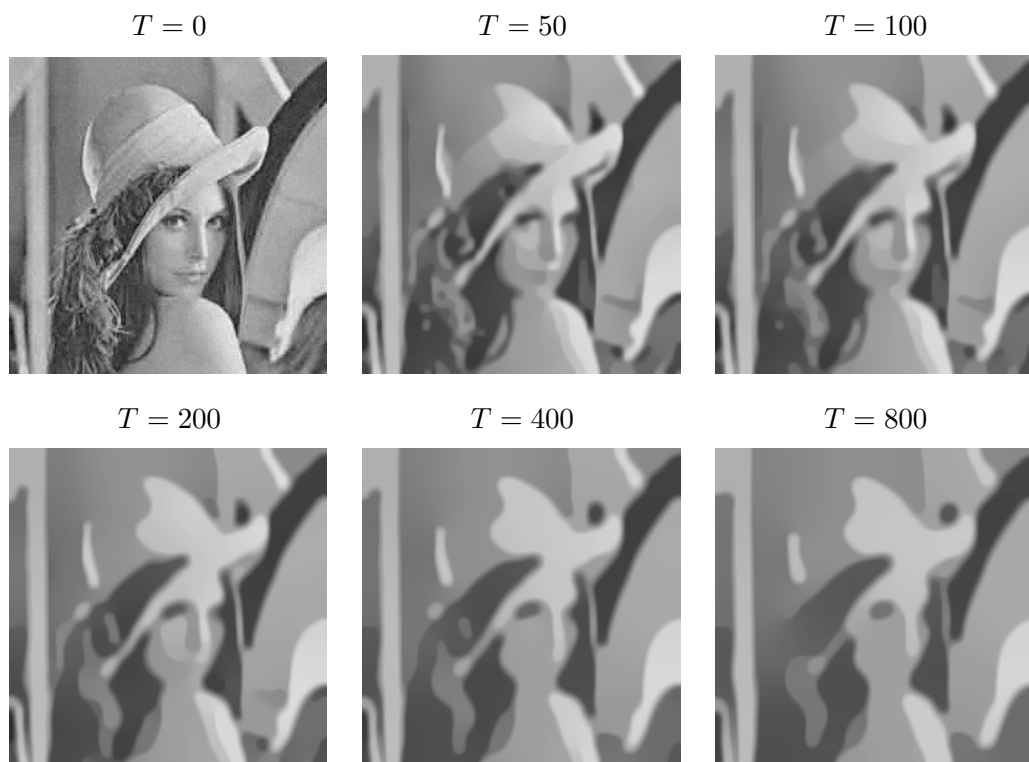 T = 0
T = 50
T = 100
T = 200
T = 400
T = 800